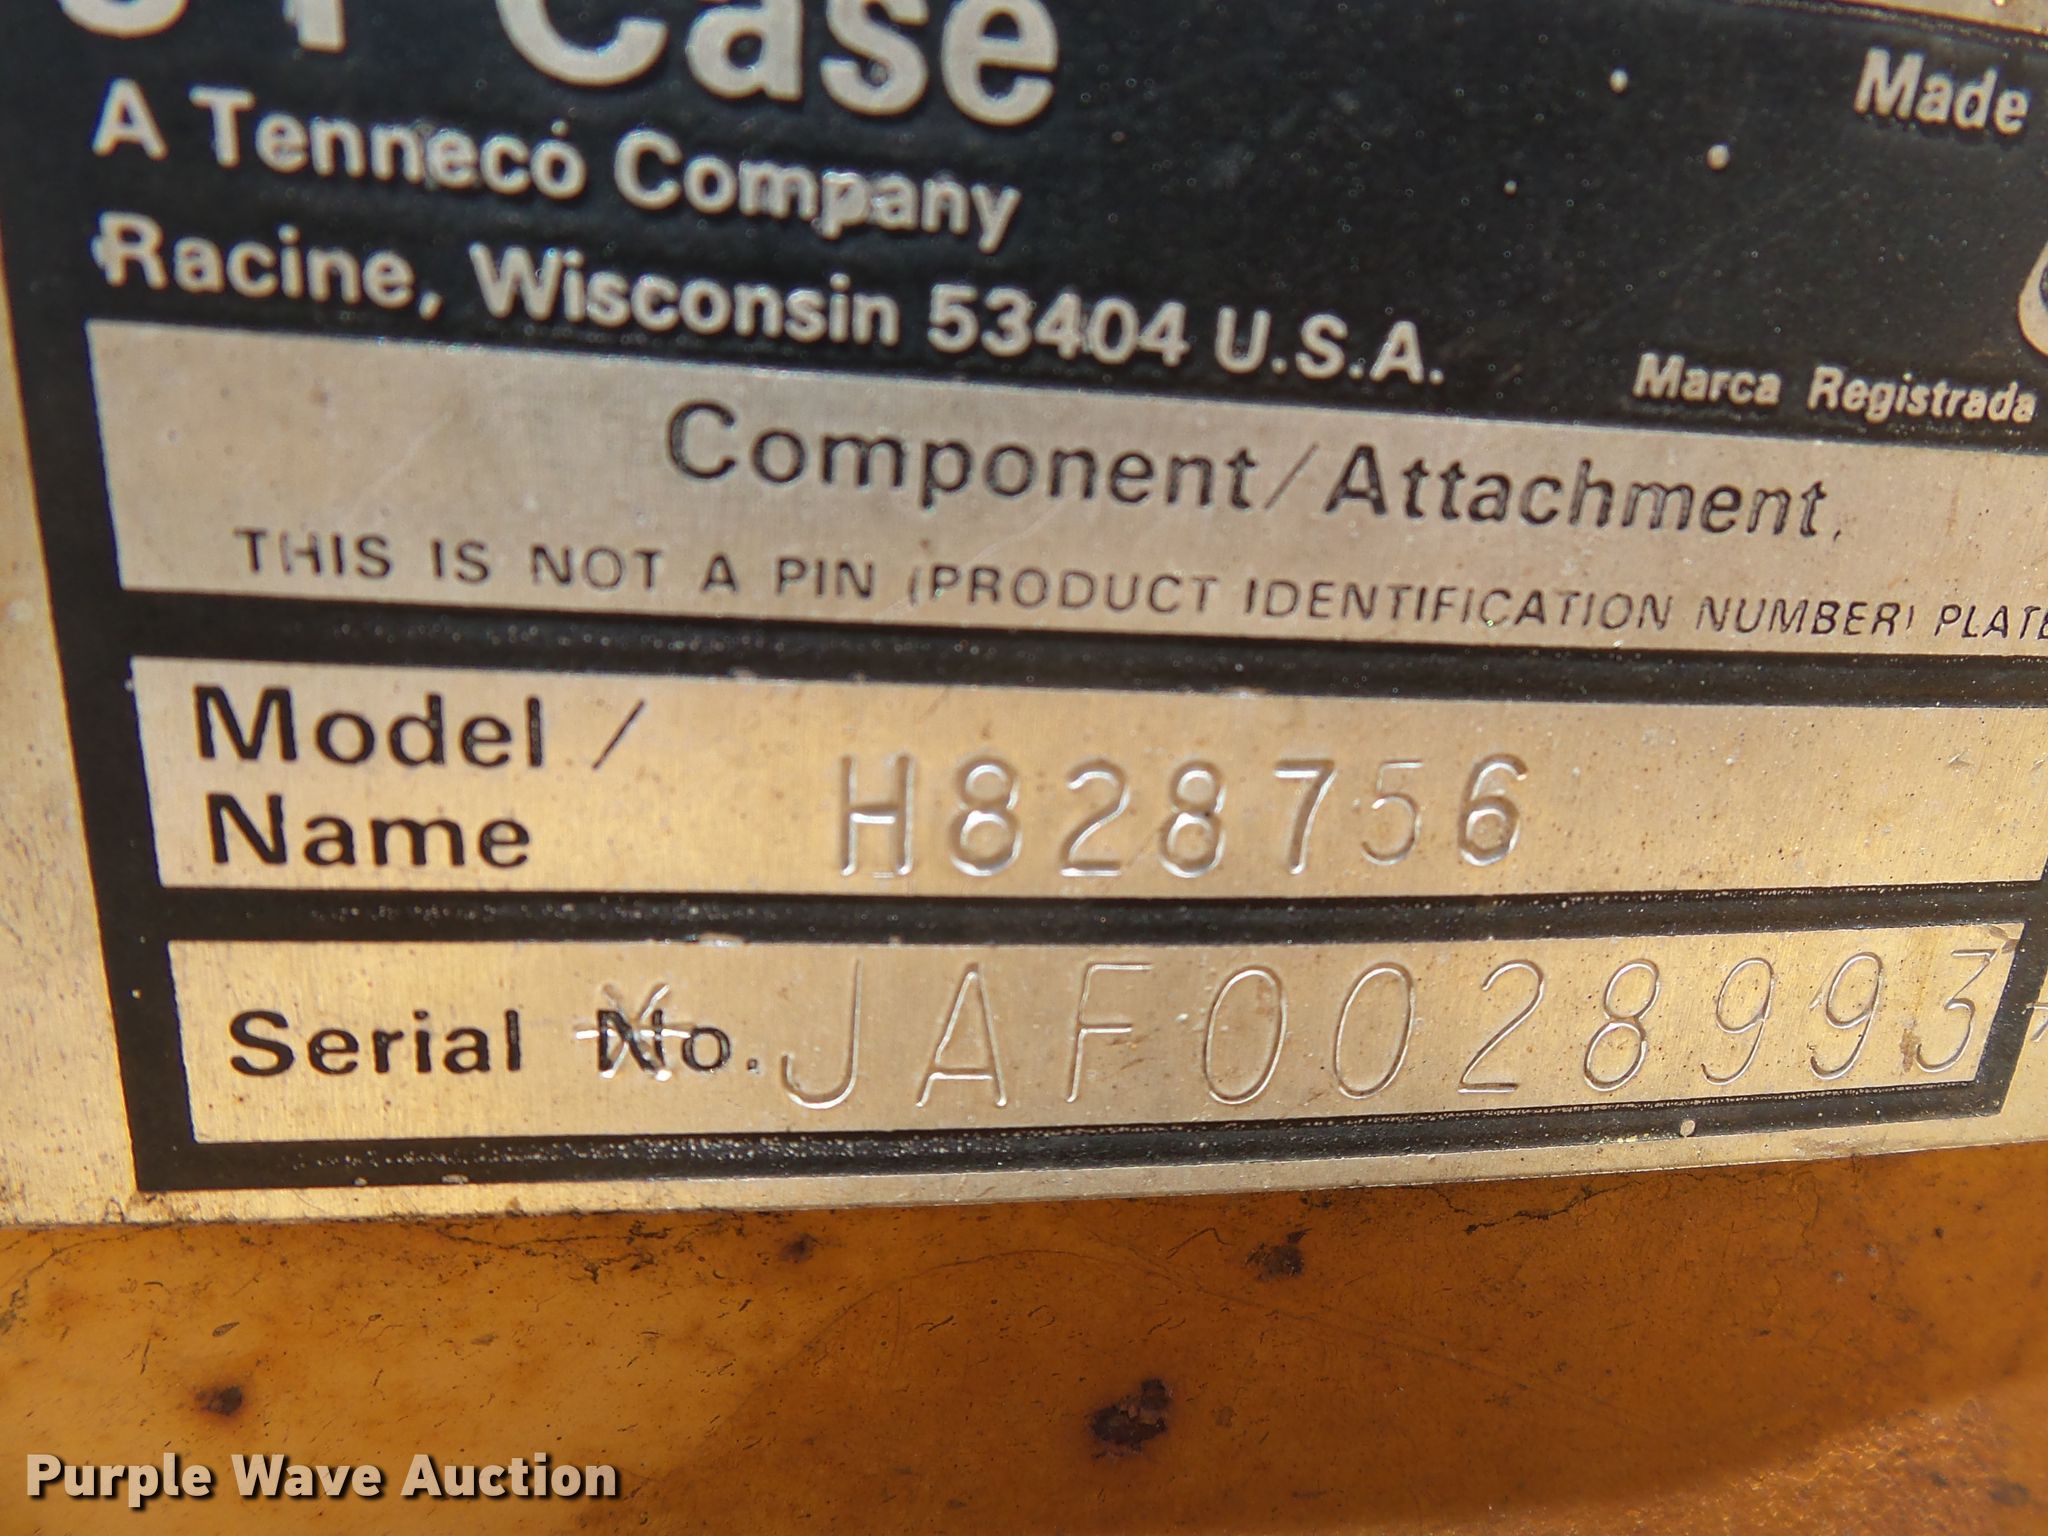 Case
A Tenneco Company
Racine, Wisconsin 53404 U.S.A.
Made
Marca Registrada
Component/Attachment
THIS IS NOT A PIN (PRODUCT IDENTIFICATION NUMBER) PLATE
Model/
Name H828756
Serial No. *JAF0028993*
Purple Wave Auction